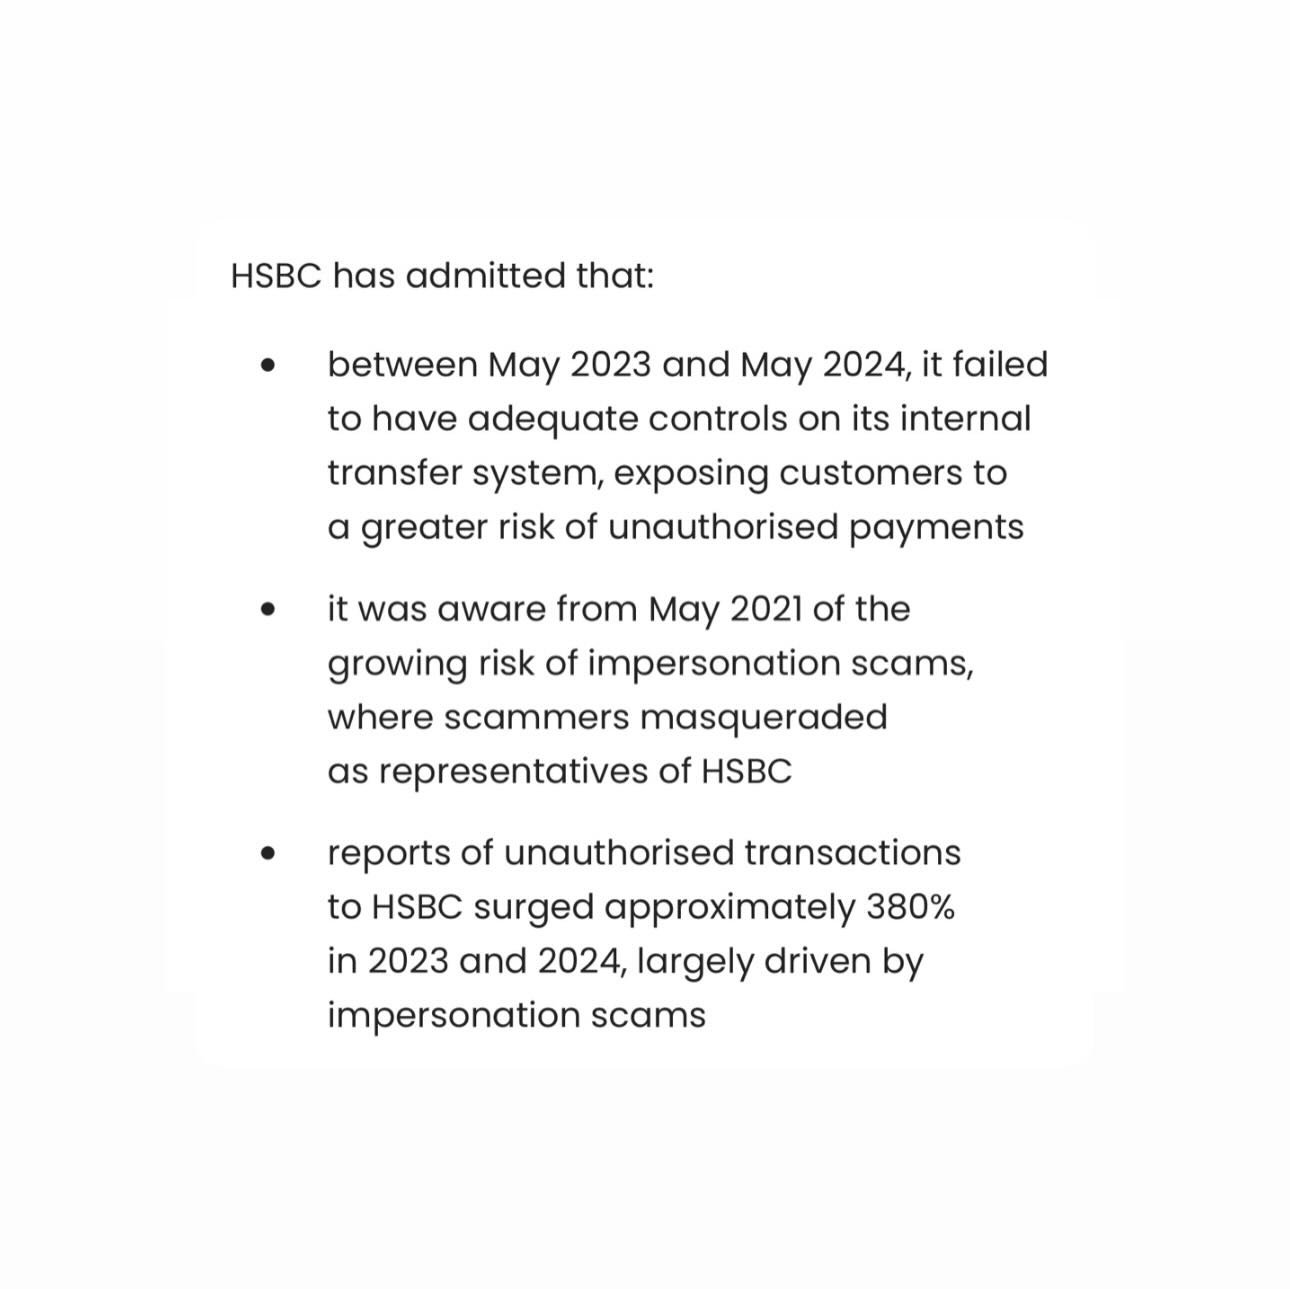 HSBC has admitted that:
• between May 2023 and May 2024, it failed
to have adequate controls on its internal
transfer system, exposing customers to
a greater risk of unauthorised payments
• it was aware from May 2021 of the
growing risk of impersonation scams,
where scammers masqueraded
as representatives of HSBC
• reports of unauthorised transactions
to HSBC surged approximately 380%
in 2023 and 2024, largely driven by
impersonation scams